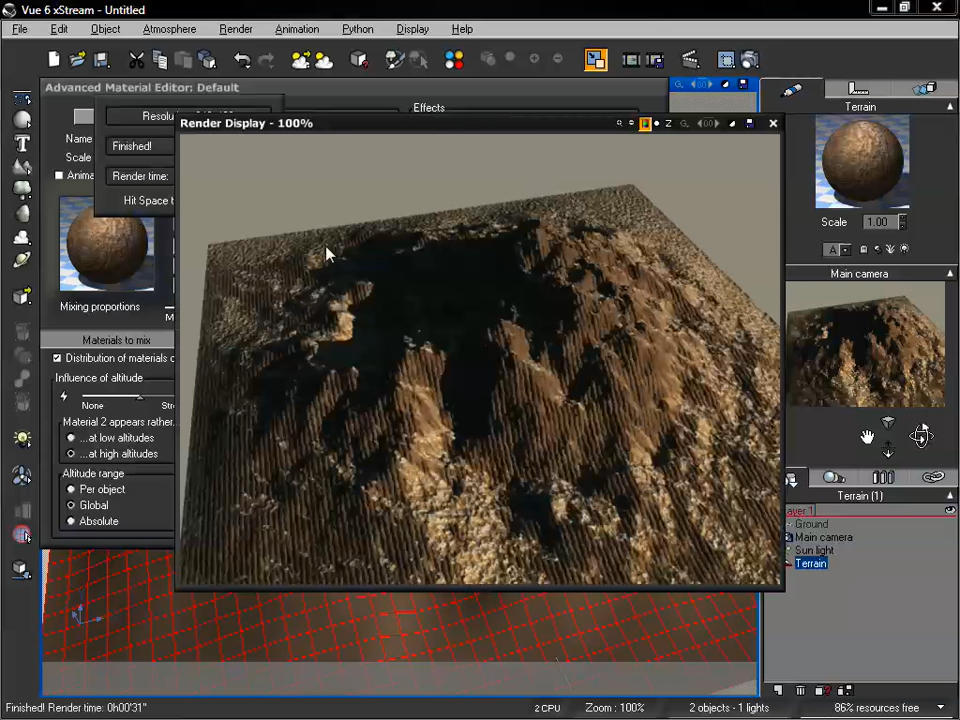 Vue 6 xStream - Untitled
File Edit Object Atmosphere Render Animation Python Display Help
Advanced Material Editor: Default
Effects
Terrain
Name
Scale
Finished!
Render time:
Hit Space
Render Display - 100%
Z
Scale 1.00
A
Main camera
Mixing proportions
Materials to mix
Distribution of materials
Influence of altitude
None
Material 2 appears rather.
...at low altitudes
...at high altitudes
Altitude range
Per object
Global
Absolute
Terrain (1)
Layer 1
Ground
Main camera
Sun light
Terrain
Finished! Render time: 0h00'31"
2 CPU
Zoom : 100%
2 objects - 1 lights
86% resources free